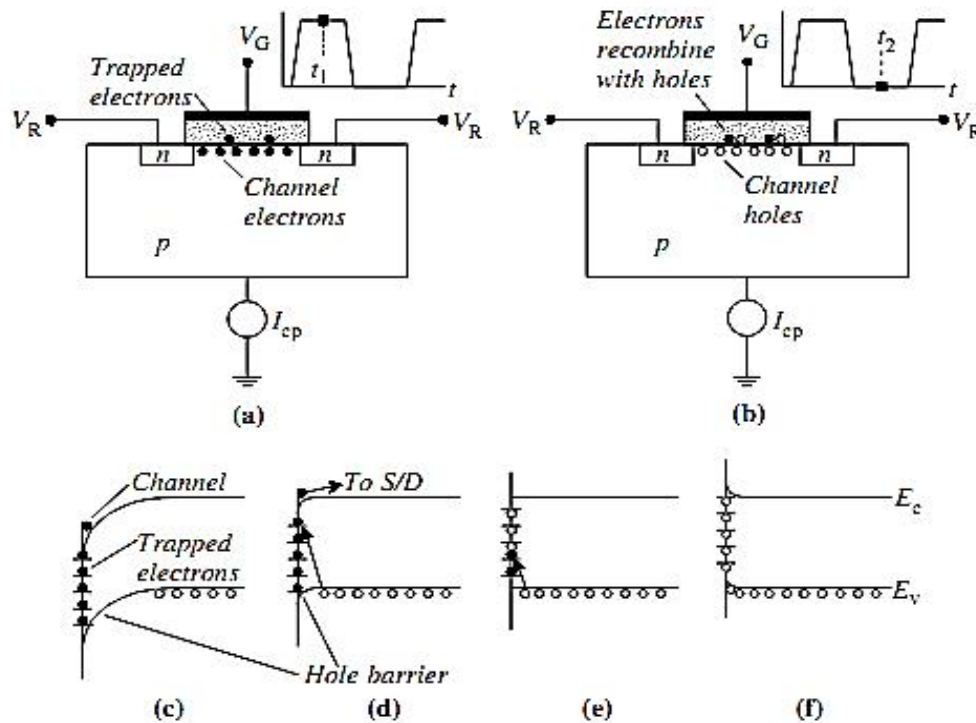 V_G
t_1
t
Trapped
electrons
V_R
V_R
n
n
Channel
electrons
p
I_cp
(a)
Electrons
recombine
with holes
V_G
t_2
t
V_R
V_R
n
n
Channel
holes
p
I_cp
(b)
Channel
Trapped
electrons
To S/D
Hole barrier
E_c
E_v
(c)
(d)
(e)
(f)